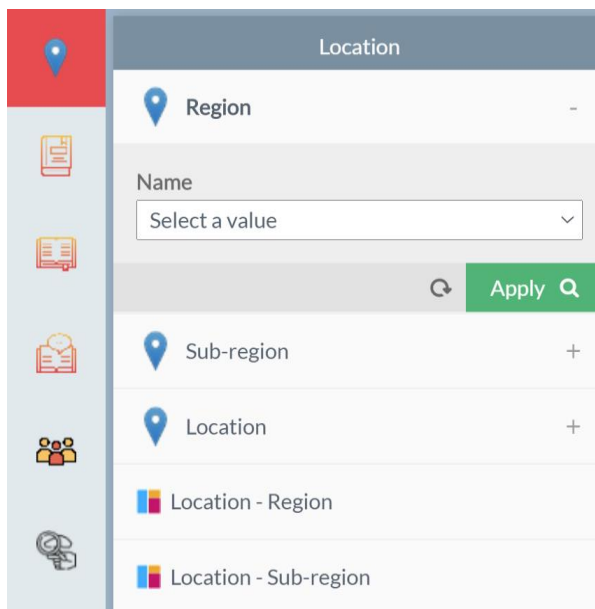 Location
Region -
Name
Select a value
Apply
Sub-region +
Location +
Location - Region
Location - Sub-region